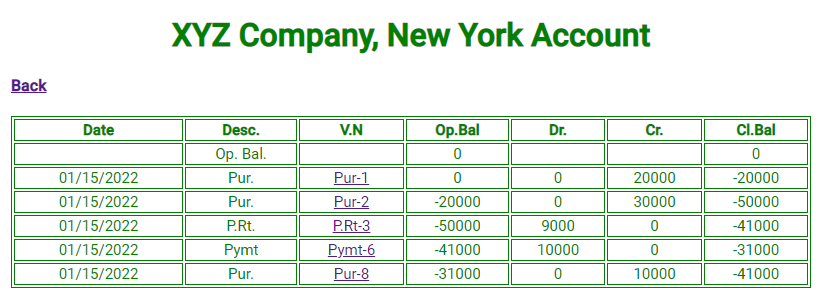 XYZ Company, New York Account
Back
Date Desc. V.N Op.Bal Dr. Cr. Cl.Bal
Op. Bal. 0 0
01/15/2022 Pur. Pur-1 0 0 20000 -20000
01/15/2022 Pur. Pur-2 -20000 0 30000 -50000
01/15/2022 P.Rt. P.Rt-3 -50000 9000 0 -41000
01/15/2022 Pymt Pymt-6 -41000 10000 0 -31000
01/15/2022 Pur. Pur-8 -31000 0 10000 -41000